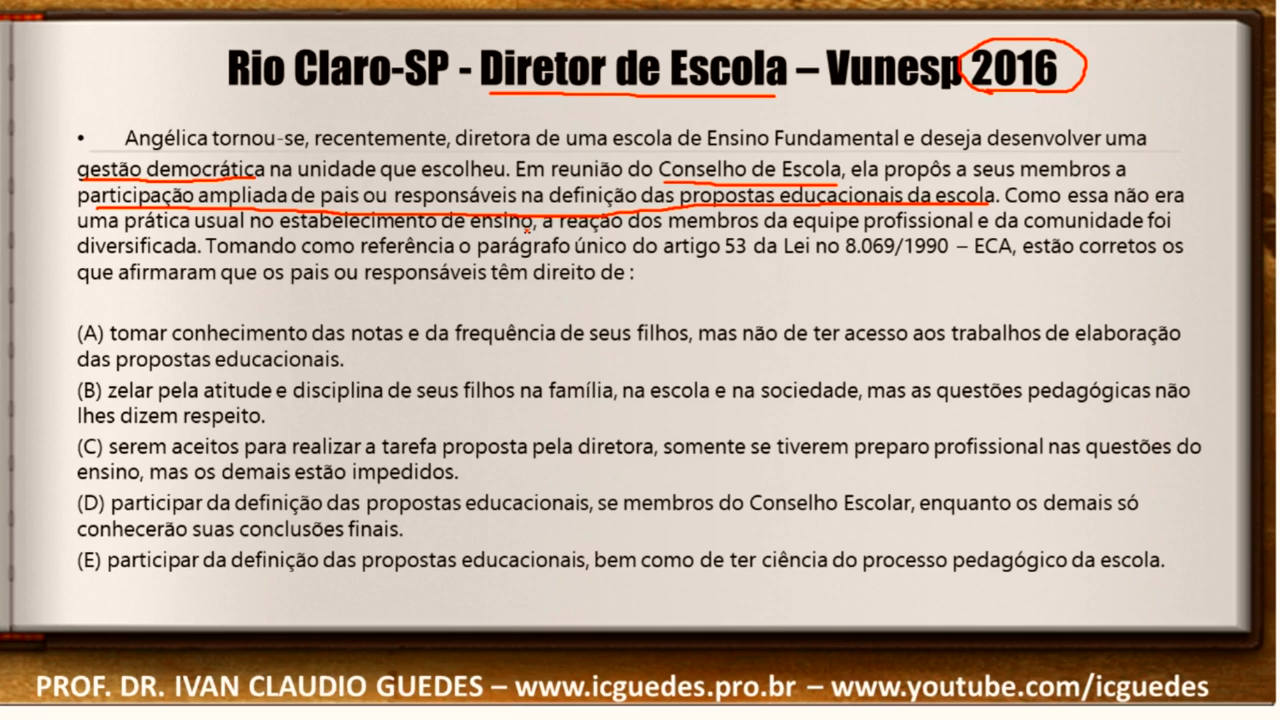 Rio Claro-SP - Diretor de Escola – Vunesp 2016
• Angélica tornou-se, recentemente, diretora de uma escola de Ensino Fundamental e deseja desenvolver uma
gestão democrática na unidade que escolheu. Em reunião do Conselho de Escola, ela propôs a seus membros a
participação ampliada de pais ou responsáveis na definição das propostas educacionais da escola. Como essa não era
uma prática usual no estabelecimento de ensino, a reação dos membros da equipe profissional e da comunidade foi
diversificada. Tomando como referência o parágrafo único do artigo 53 da Lei no 8.069/1990 – ECA, estão corretos os
que afirmaram que os pais ou responsáveis têm direito de :
(A) tomar conhecimento das notas e da frequência de seus filhos, mas não de ter acesso aos trabalhos de elaboração
das propostas educacionais.
(B) zelar pela atitude e disciplina de seus filhos na família, na escola e na sociedade, mas as questões pedagógicas não
lhes dizem respeito.
(C) serem aceitos para realizar a tarefa proposta pela diretora, somente se tiverem preparo profissional nas questões do
ensino, mas os demais estão impedidos.
(D) participar da definição das propostas educacionais, se membros do Conselho Escolar, enquanto os demais só
conhecerão suas conclusões finais.
(E) participar da definição das propostas educacionais, bem como de ter ciência do processo pedagógico da escola.
PROF. DR. IVAN CLAUDIO GUEDES – www.icguedes.pro.br – www.youtube.com/icguedes